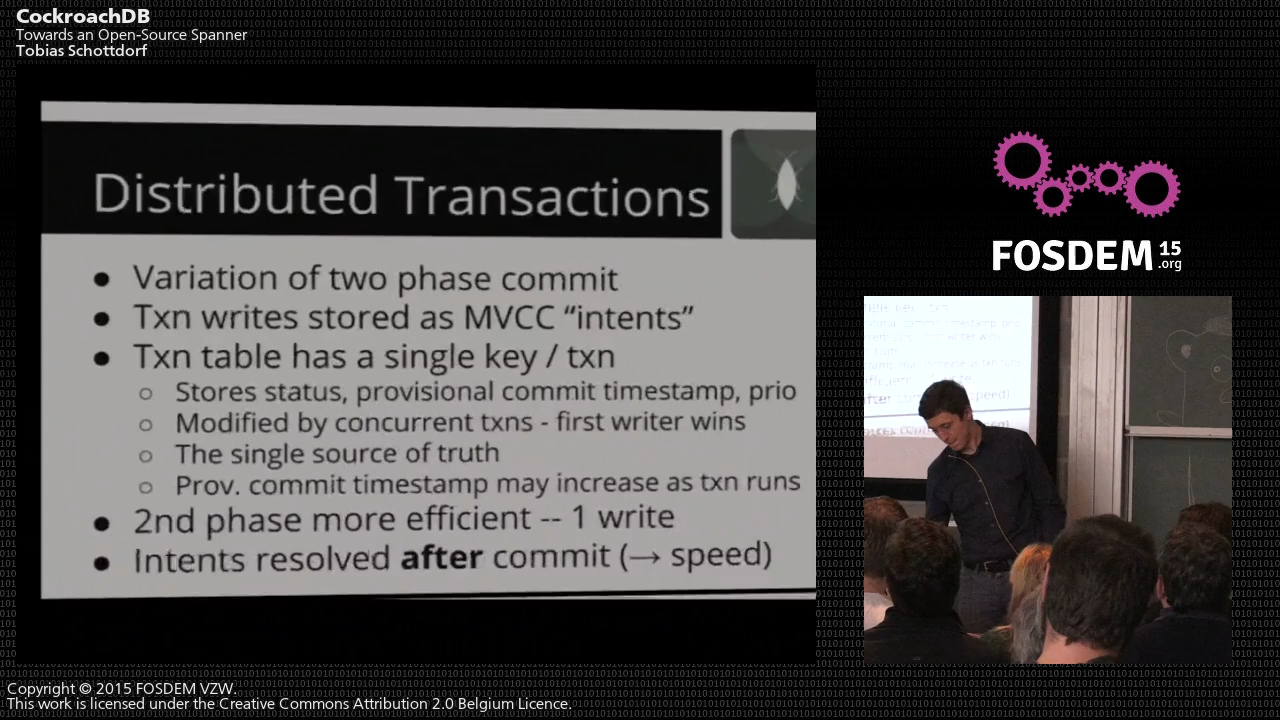 CockroachDB
Towards an Open-Source Spanner
Tobias Schottdorf
Distributed Transactions
● Variation of two phase commit
● Txn writes stored as MVCC “intents”
● Txn table has a single key / txn
○ Stores status, provisional commit timestamp, prio
○ Modified by concurrent txns - first writer wins
○ The single source of truth
○ Prov. commit timestamp may increase as txn runs
● 2nd phase more efficient -- 1 write
● Intents resolved after commit (→ speed)
FOSDEM 15
.org
Copyright © 2015 FOSDEM VZW.
This work is licensed under the Creative Commons Attribution 2.0 Belgium Licence.